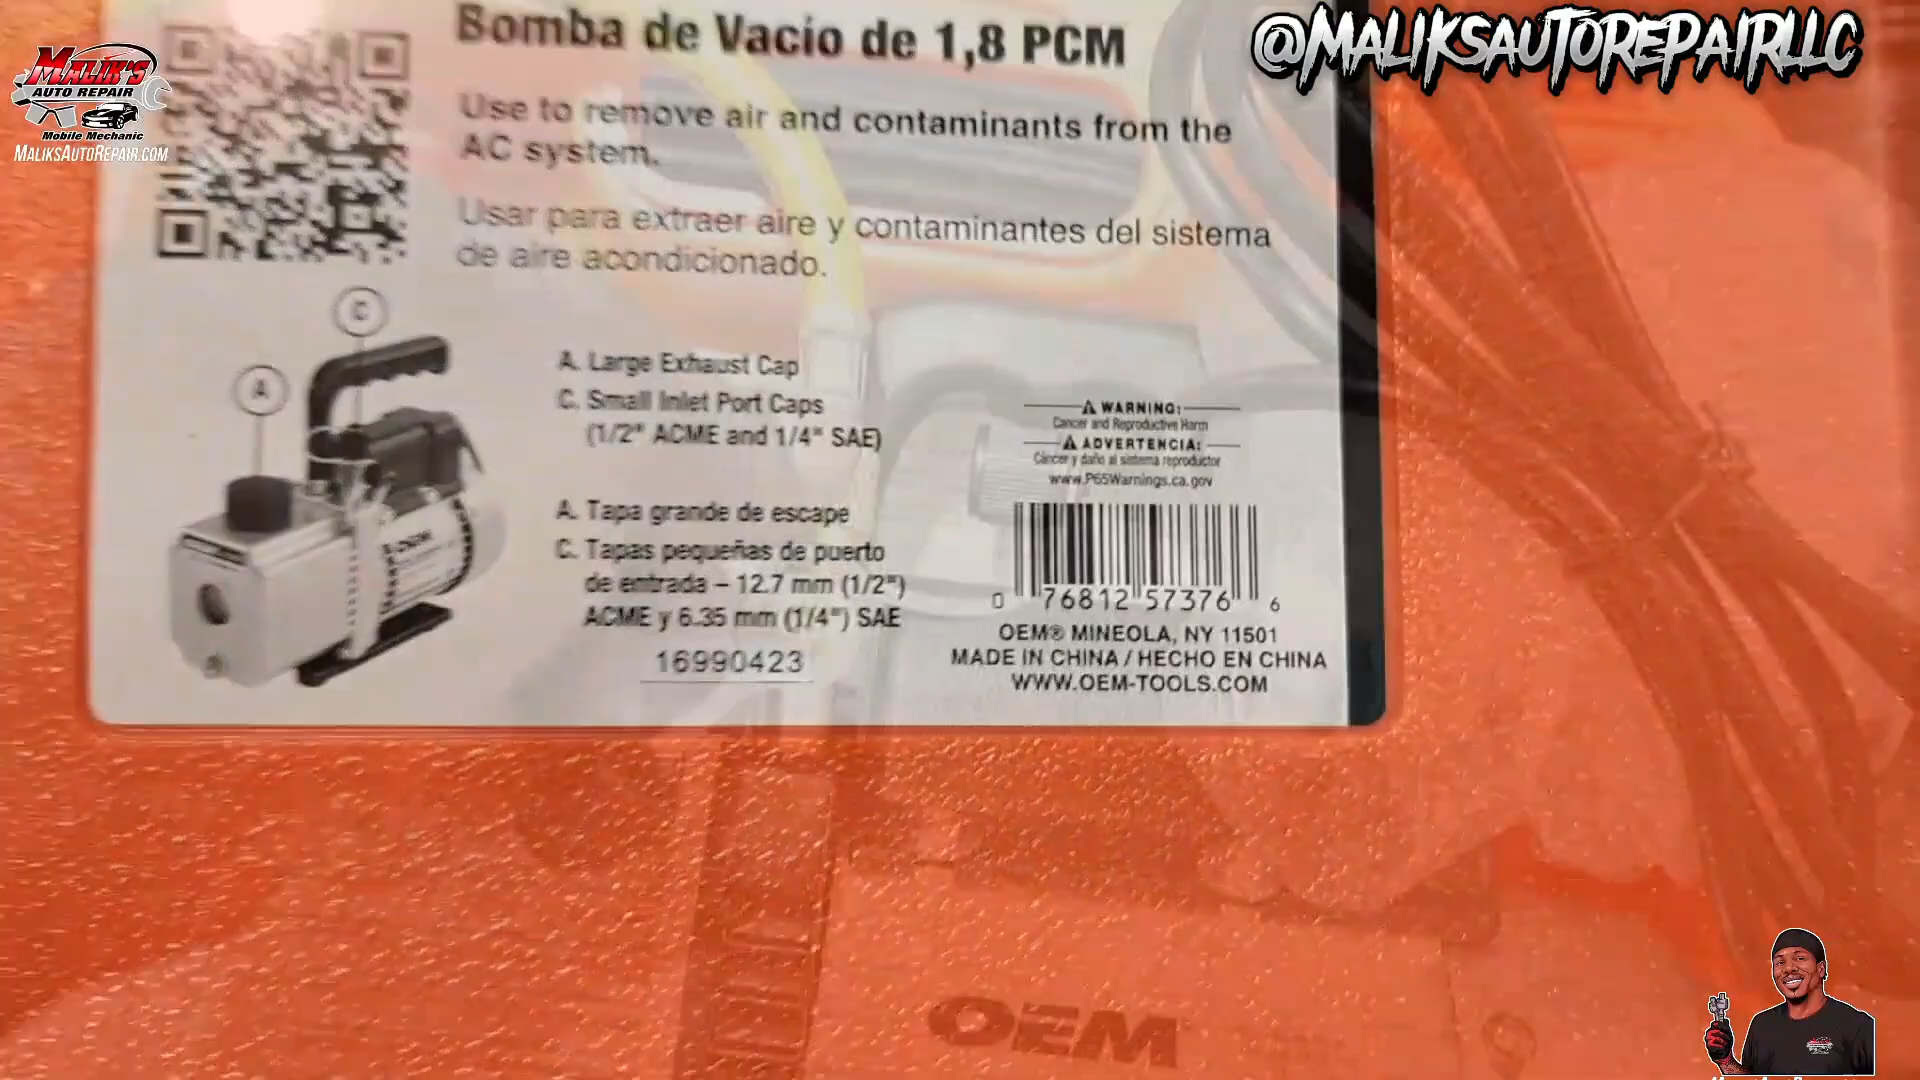 Bomba de Vacio de 1,8 PCM
@MALIKSAUTOREPAIRLLC
MALIK'S
AUTO REPAIR
Mobile Mechanic
MALIKSAUTOREPAIR.COM
Use to remove air and contaminants from the
AC system.
Usar para extraer aire y contaminantes del sistema
de aire acondicionado.
C
A
A. Large Exhaust Cap
C. Small Inlet Port Caps
(1/2" ACME and 1/4" SAE)
A. Tapa grande de escape
C. Tapas pequeñas de puerto
de entrada – 12.7 mm (1/2")
ACME y 6.35 mm (1/4") SAE
16990423
WARNING:
Cancer and Reproductive Harm
ADVERTENCIA:
Cáncer y daño al sistema reproductor
www.P65Warnings.ca.gov
0 76812 57376 6
OEM® MINEOLA, NY 11501
MADE IN CHINA / HECHO EN CHINA
WWW.OEM-TOOLS.COM
OEM